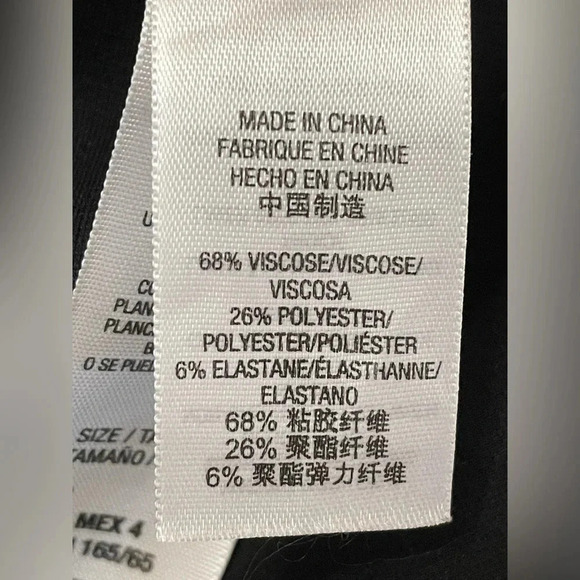 MADE IN CHINA
FABRIQUE EN CHINE
HECHO EN CHINA
中国制造
68% VISCOSE/VISCOSE/
VISCOSA
26% POLYESTER/
POLYESTER/POLIÉSTER
6% ELASTANE/ÉLASTHANNE/
ELASTANO
68% 粘胶纤维
26% 聚酯纤维
6% 聚酯弹力纤维
O SE
SIZE /
TAMAÑO /
MEX 4
165/65